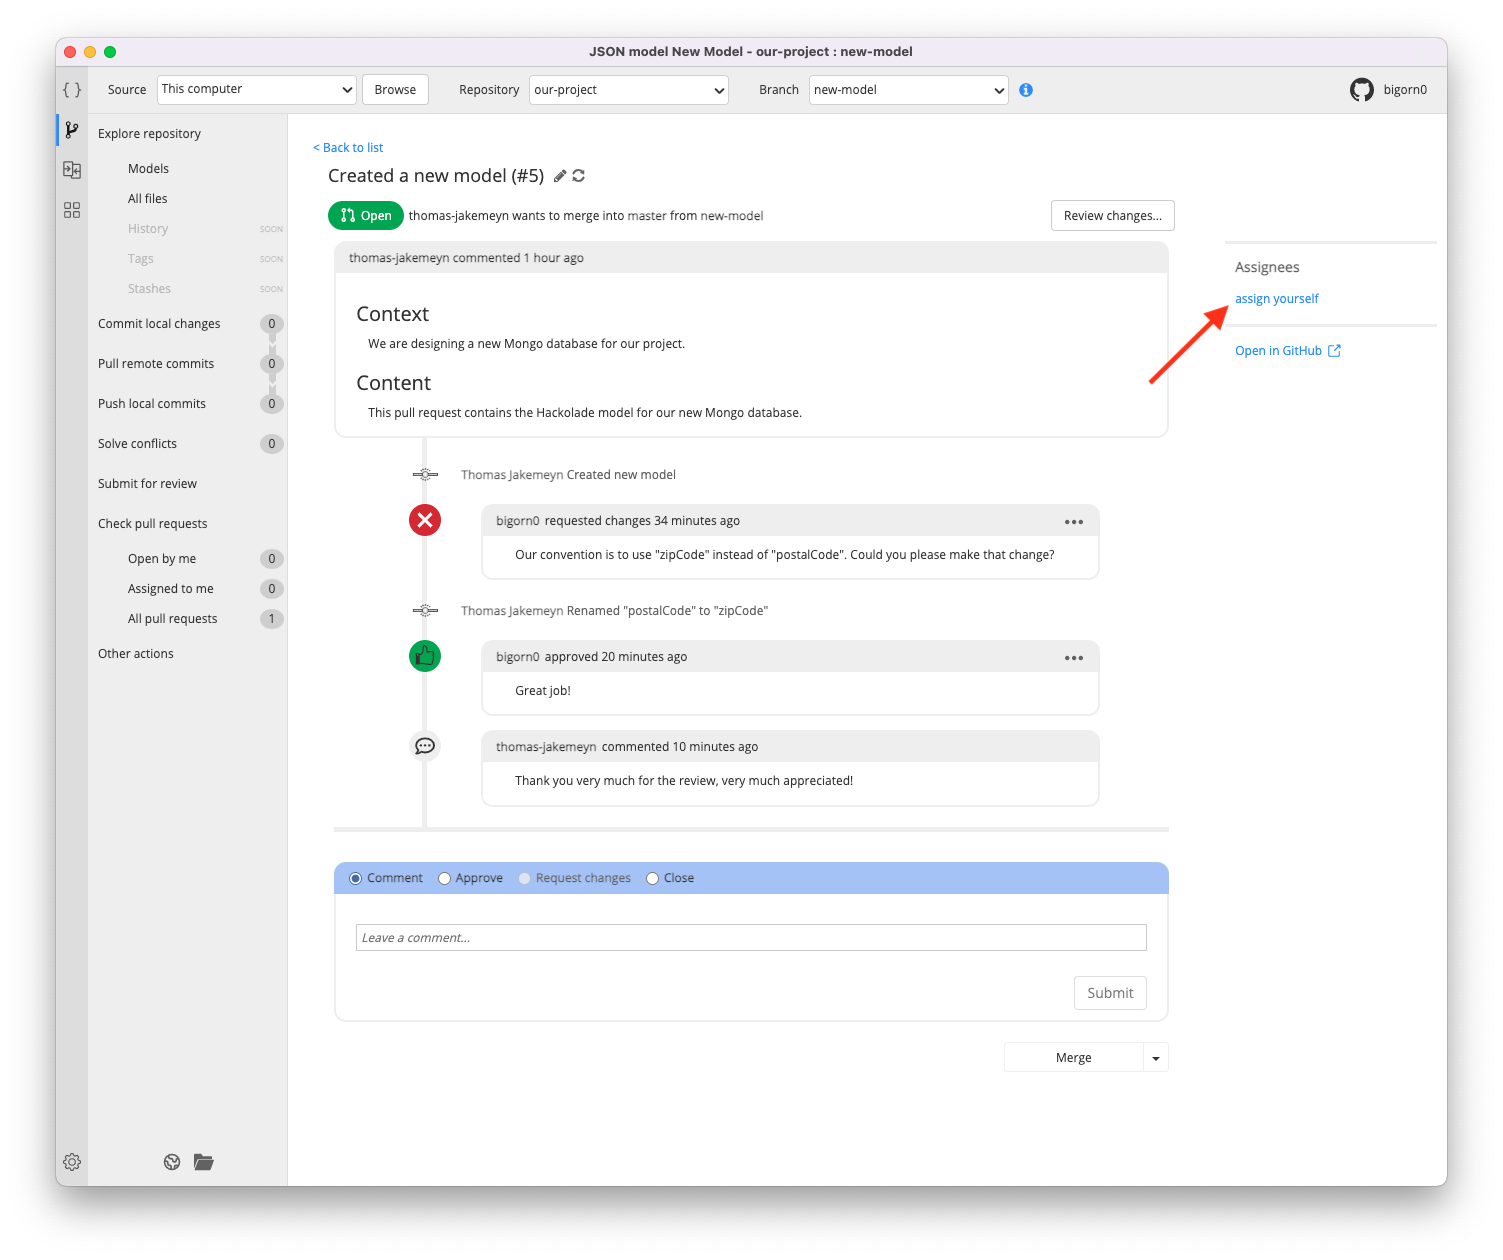 JSON model New Model - our-project : new-model
Source This computer Browse Repository our-project Branch new-model bigorn0
Explore repository
Models
All files
History SOON
Tags SOON
Stashes SOON
Commit local changes 0
Pull remote commits 0
Push local commits 0
Solve conflicts 0
Submit for review
Check pull requests
Open by me 0
Assigned to me 0
All pull requests 1
Other actions
< Back to list
Created a new model (#5)
Open thomas-jakemeyn wants to merge into master from new-model
Review changes...
thomas-jakemeyn commented 1 hour ago
Context
We are designing a new Mongo database for our project.
Content
This pull request contains the Hackolade model for our new Mongo database.
Thomas Jakemeyn Created new model
bigorn0 requested changes 34 minutes ago
Our convention is to use "zipCode" instead of "postalCode". Could you please make that change?
Thomas Jakemeyn Renamed "postalCode" to "zipCode"
bigorn0 approved 20 minutes ago
Great job!
thomas-jakemeyn commented 10 minutes ago
Thank you very much for the review, very much appreciated!
Comment Approve Request changes Close
Leave a comment...
Submit
Merge
Assignees
assign yourself
Open in GitHub